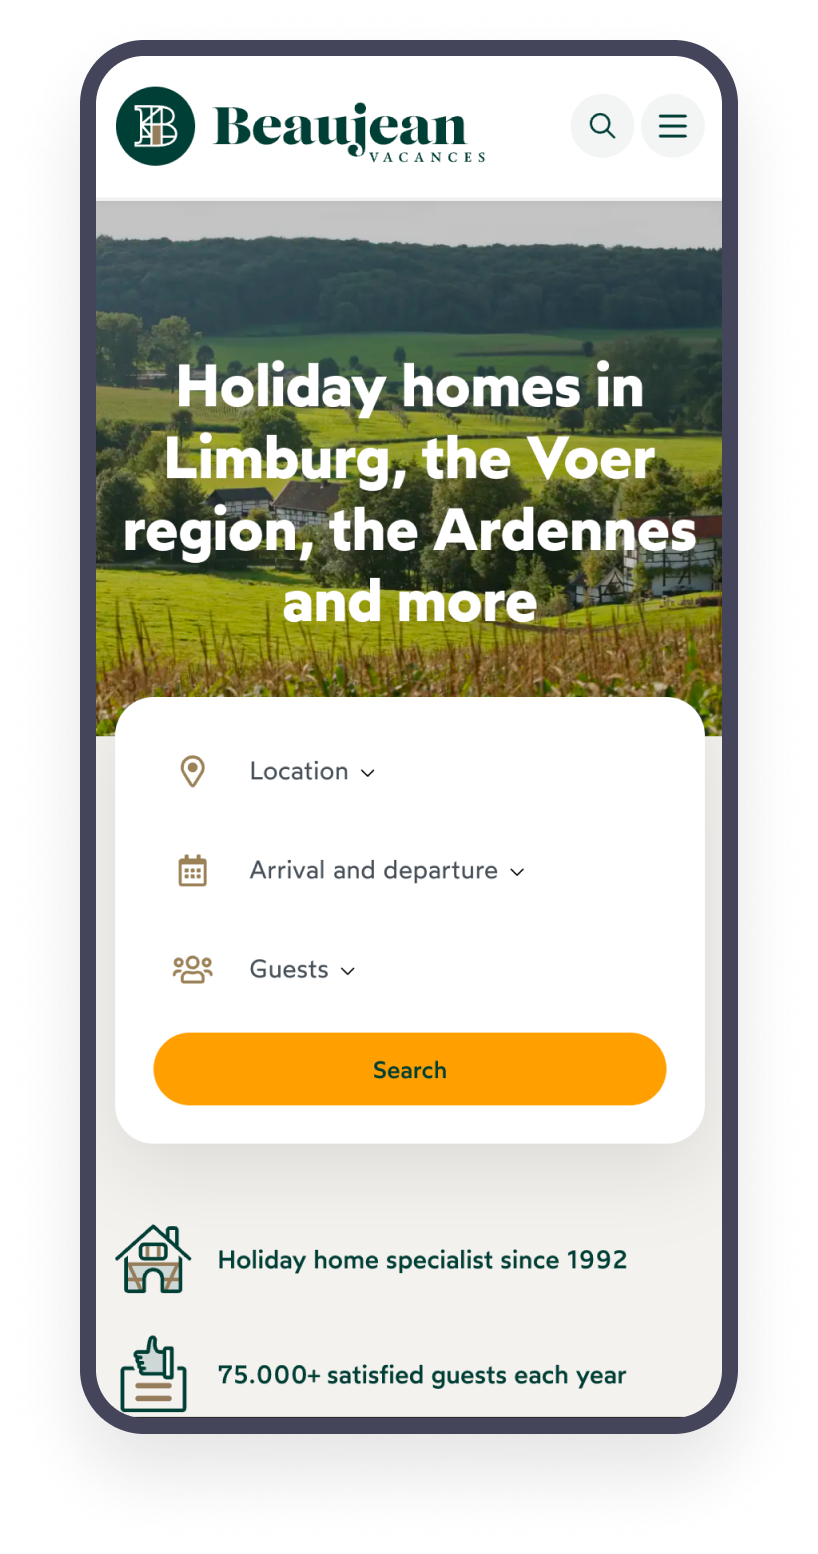 Beaujean
VACANCES
Holiday homes in
Limburg, the Voer
region, the Ardennes
and more
Location
Arrival and departure
Guests
Search
Holiday home specialist since 1992
75.000+ satisfied guests each year